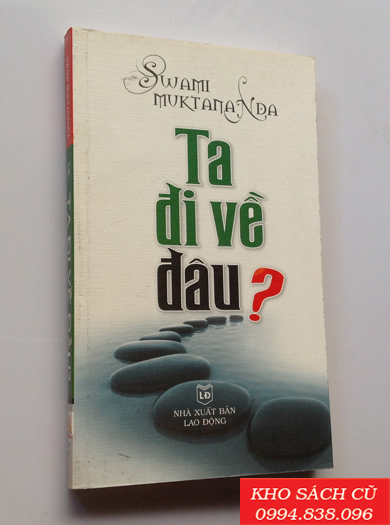 SWAMI
MUKTANANDA
Ta
đi về
đâu?
LĐ
NHÀ XUẤT BẢN
LAO ĐỘNG
KHO SÁCH CŨ
0994.838.096